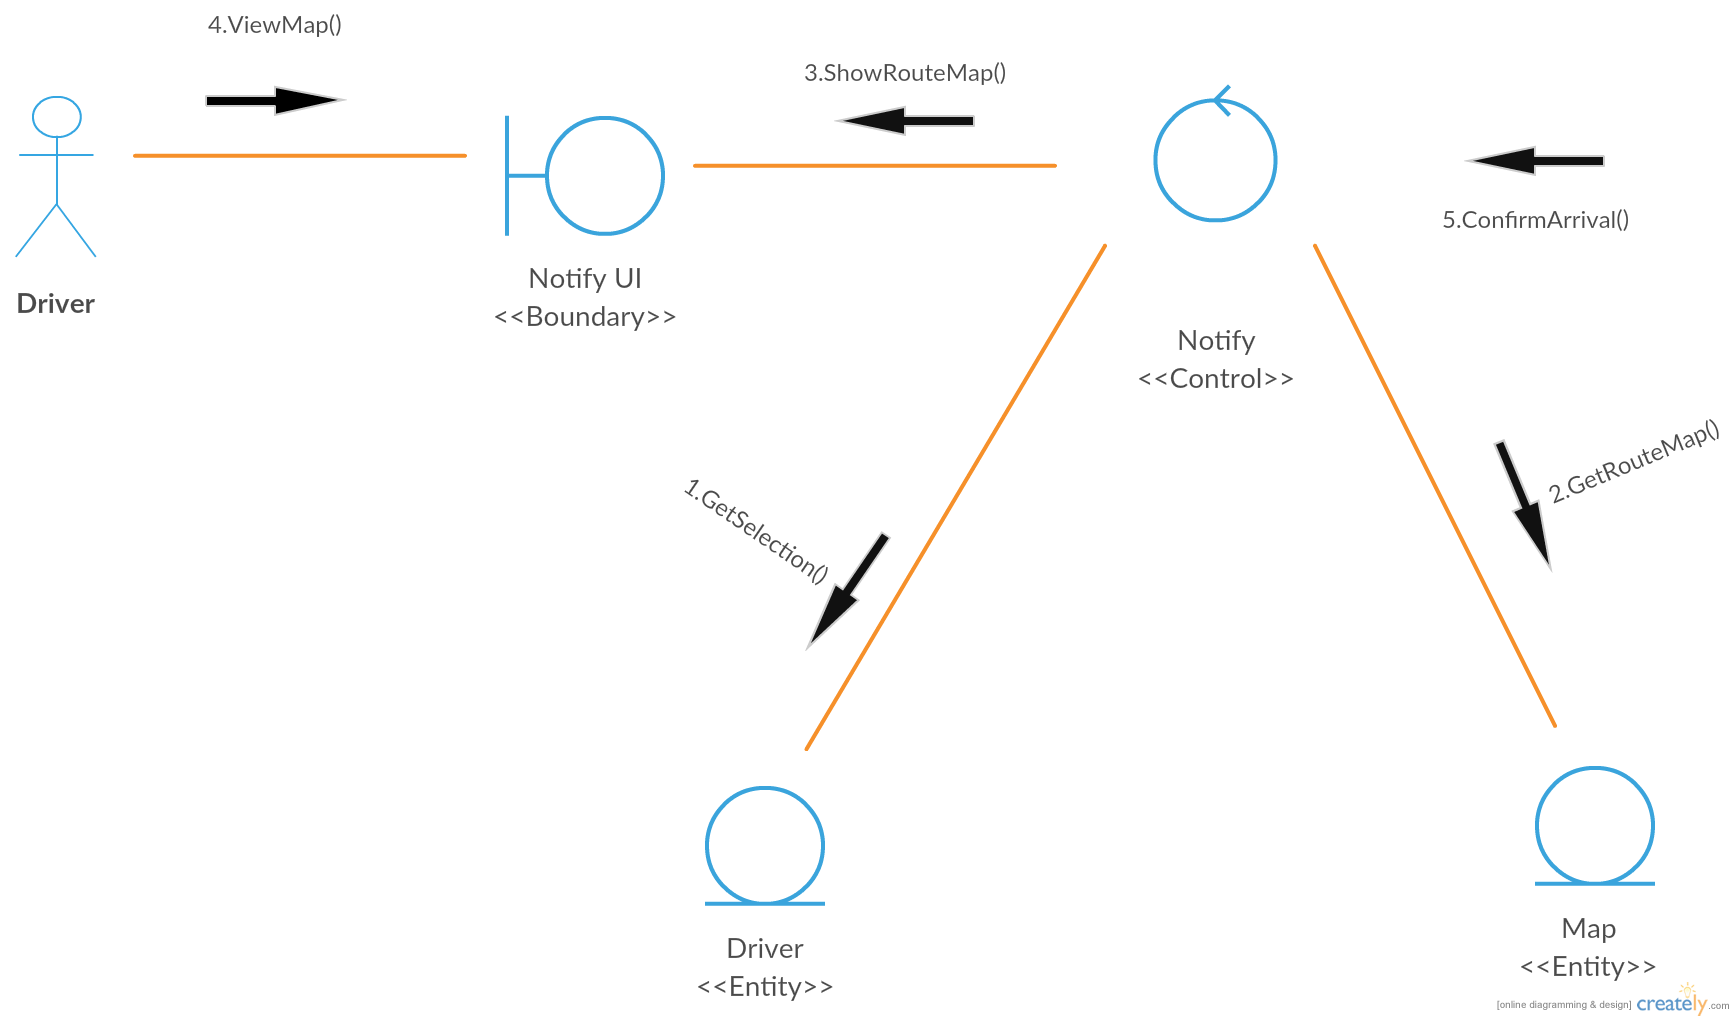 4.ViewMap()
3.ShowRouteMap()
5.ConfirmArrival()
Driver
Notify UI
<<Boundary>>
Notify
<<Control>>
1.GetSelection()
2.GetRouteMap()
Driver
<<Entity>>
Map
<<Entity>>
[online diagramming & design] creately.com